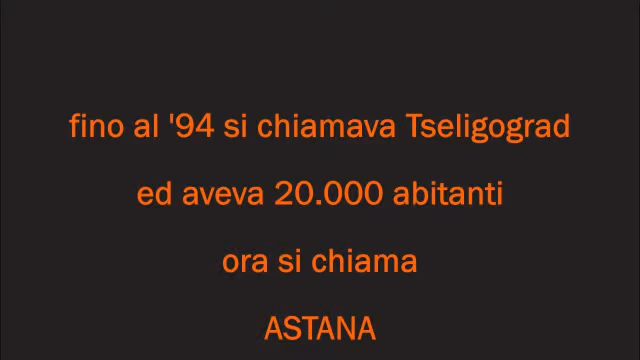 fino al '94 si chiamava Tseligograd
ed aveva 20.000 abitanti
ora si chiama
ASTANA